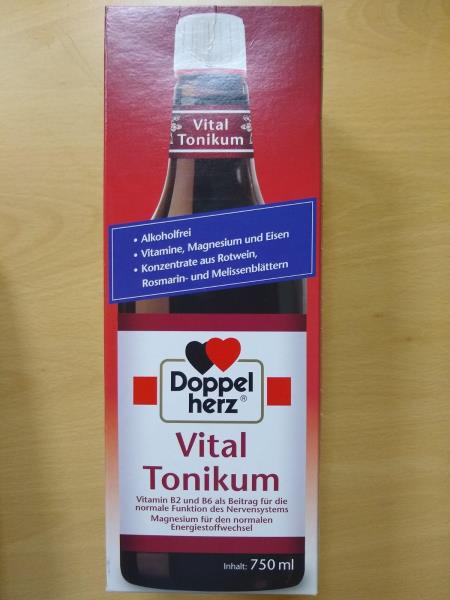 Vital
Tonikum
• Alkoholfrei
• Vitamine, Magnesium und Eisen
• Konzentrate aus Rotwein,
Rosmarin- und Melissenblättern
Doppel
herz®
Vital
Tonikum
Vitamin B2 und B6 als Beitrag für die
normale Funktion des Nervensystems
Magnesium für den normalen
Energiestoffwechsel
Inhalt: 750 ml